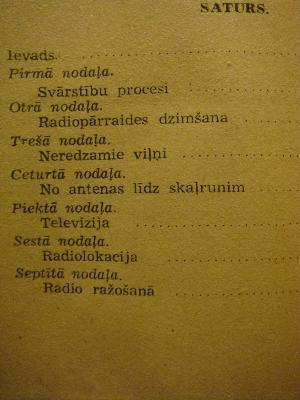 SATURS.
Ievads.
Pirmā nodaļa.
Svārstību procesi
Otrā nodaļa.
Radiopārraides dzimšana
Trešā nodaļa.
Neredzamie viļņi
Ceturtā nodaļa.
No antenas līdz skaļrunim
Piektā nodaļa.
Televīzija
Sestā nodaļa.
Radiolokacija
Septītā nodaļa.
Radio ražošanā